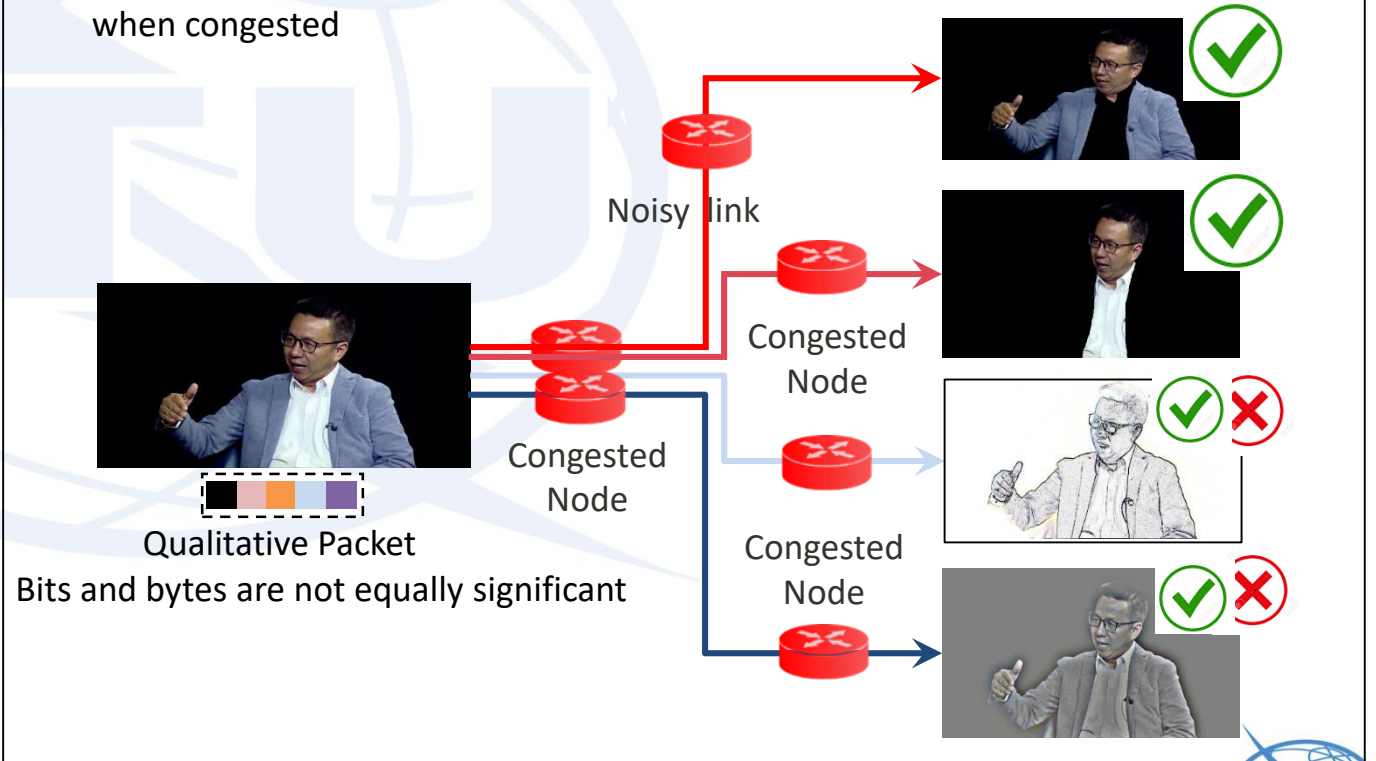 when congested
Noisy link
Congested
Node
Congested
Node
Congested
Node
Qualitative Packet
Bits and bytes are not equally significant